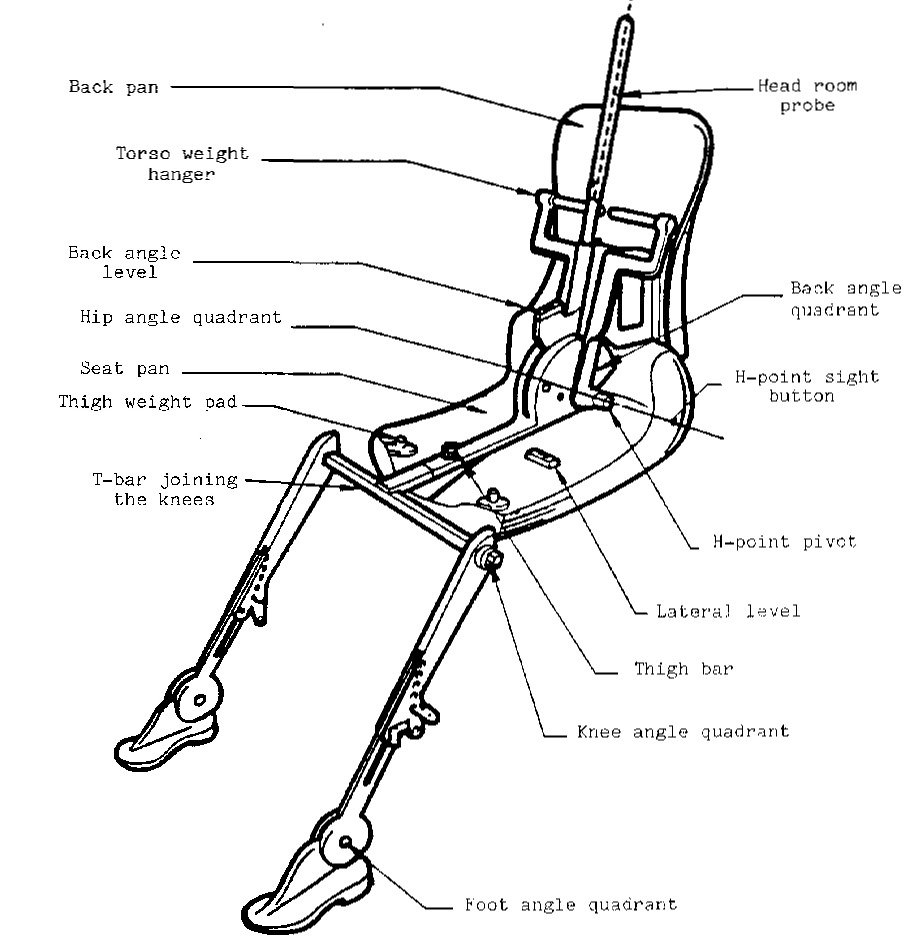 Back pan
Head room
probe
Torso weight
hanger
Back angle
level
Back angle
quadrant
Hip angle quadrant
Seat pan
H-point sight
button
Thigh weight pad
T-bar joining
the knees
H-point pivot
Lateral level
Thigh bar
Knee angle quadrant
Foot angle quadrant